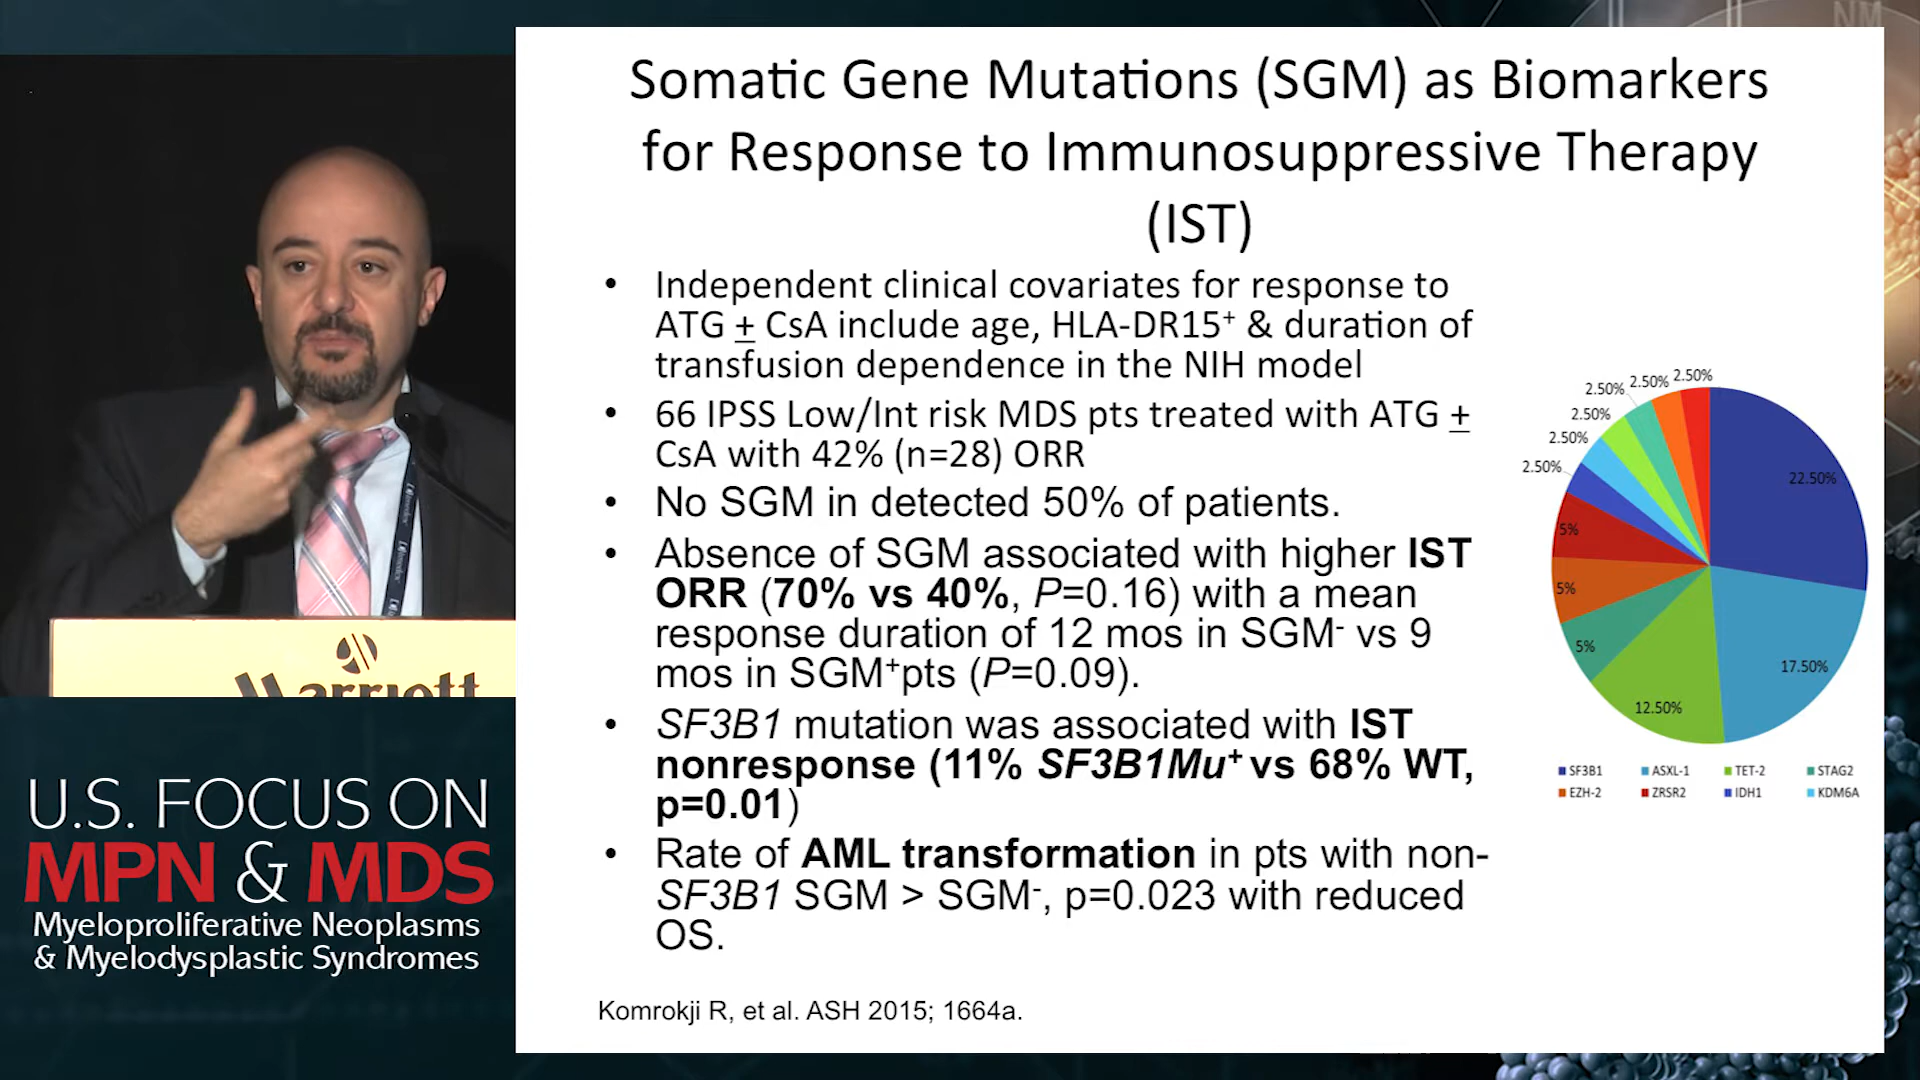 NM
Somatic Gene Mutations (SGM) as Biomarkers
for Response to Immunosuppressive Therapy
(IST)
• Independent clinical covariates for response to
ATG ± CsA include age, HLA-DR15⁺ & duration of
transfusion dependence in the NIH model
• 66 IPSS Low/Int risk MDS pts treated with ATG ±
CsA with 42% (n=28) ORR
• No SGM in detected 50% of patients.
• Absence of SGM associated with higher IST
ORR (70% vs 40%, P=0.16) with a mean
response duration of 12 mos in SGM⁻ vs 9
mos in SGM⁺pts (P=0.09).
• SF3B1 mutation was associated with IST
nonresponse (11% SF3B1Mu⁺ vs 68% WT,
p=0.01)
• Rate of AML transformation in pts with non-
SF3B1 SGM > SGM⁻, p=0.023 with reduced
OS.
Komrokji R, et al. ASH 2015; 1664a.
2.50% 2.50% 2.50%
2.50%
2.50%
2.50%
22.50%
5%
5%
5%
17.50%
12.50%
SF3B1 ASXL-1 TET-2 STAG2
EZH-2 ZRSR2 IDH1 KDM6A
Marriott
U.S. FOCUS ON
MPN & MDS
Myeloproliferative Neoplasms
& Myelodysplastic Syndromes